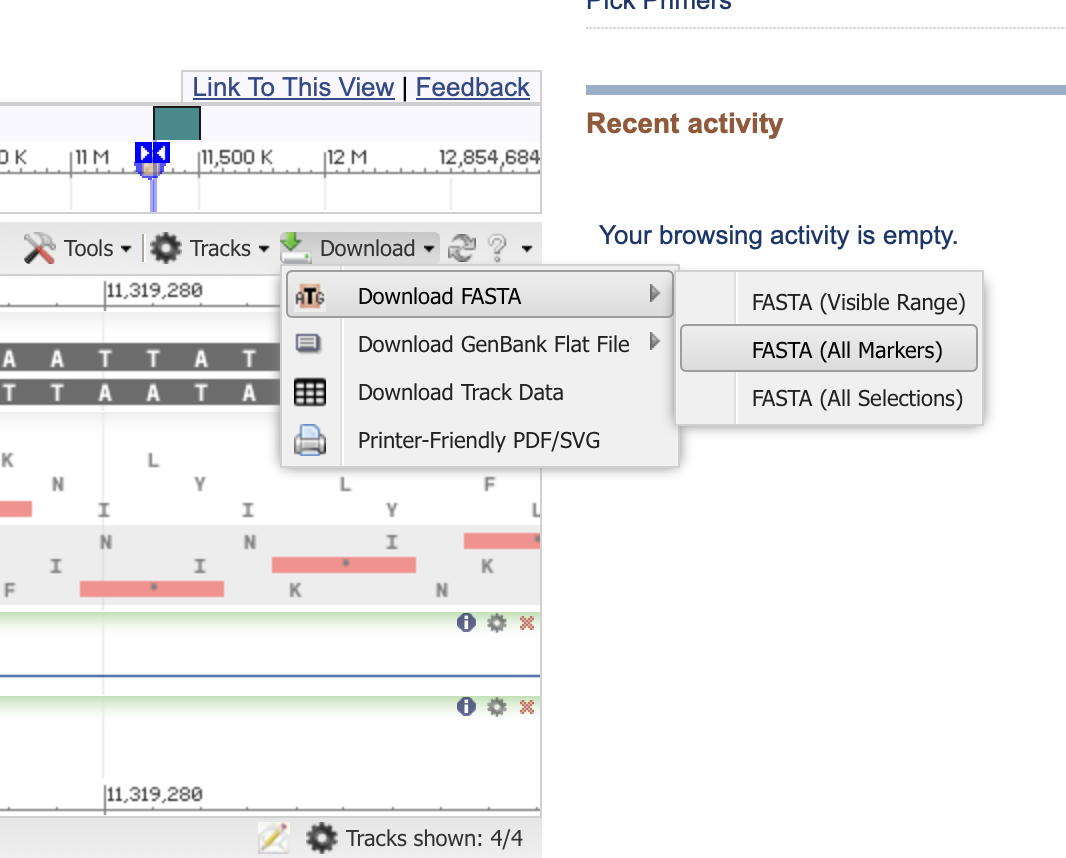 Pick Primers
Link To This View | Feedback
Recent activity
0 K 11 M 11,500 K 12 M 12,854,684
Your browsing activity is empty.
Tools Tracks Download ?
11,319,280
ATG Download FASTA
FASTA (Visible Range)
Download GenBank Flat File
FASTA (All Markers)
Download Track Data
FASTA (All Selections)
Printer-Friendly PDF/SVG
A A T T A T
T T A A T A
K L
N Y L F
I I Y L
N N I
I I * K
F * K N
11,319,280
Tracks shown: 4/4